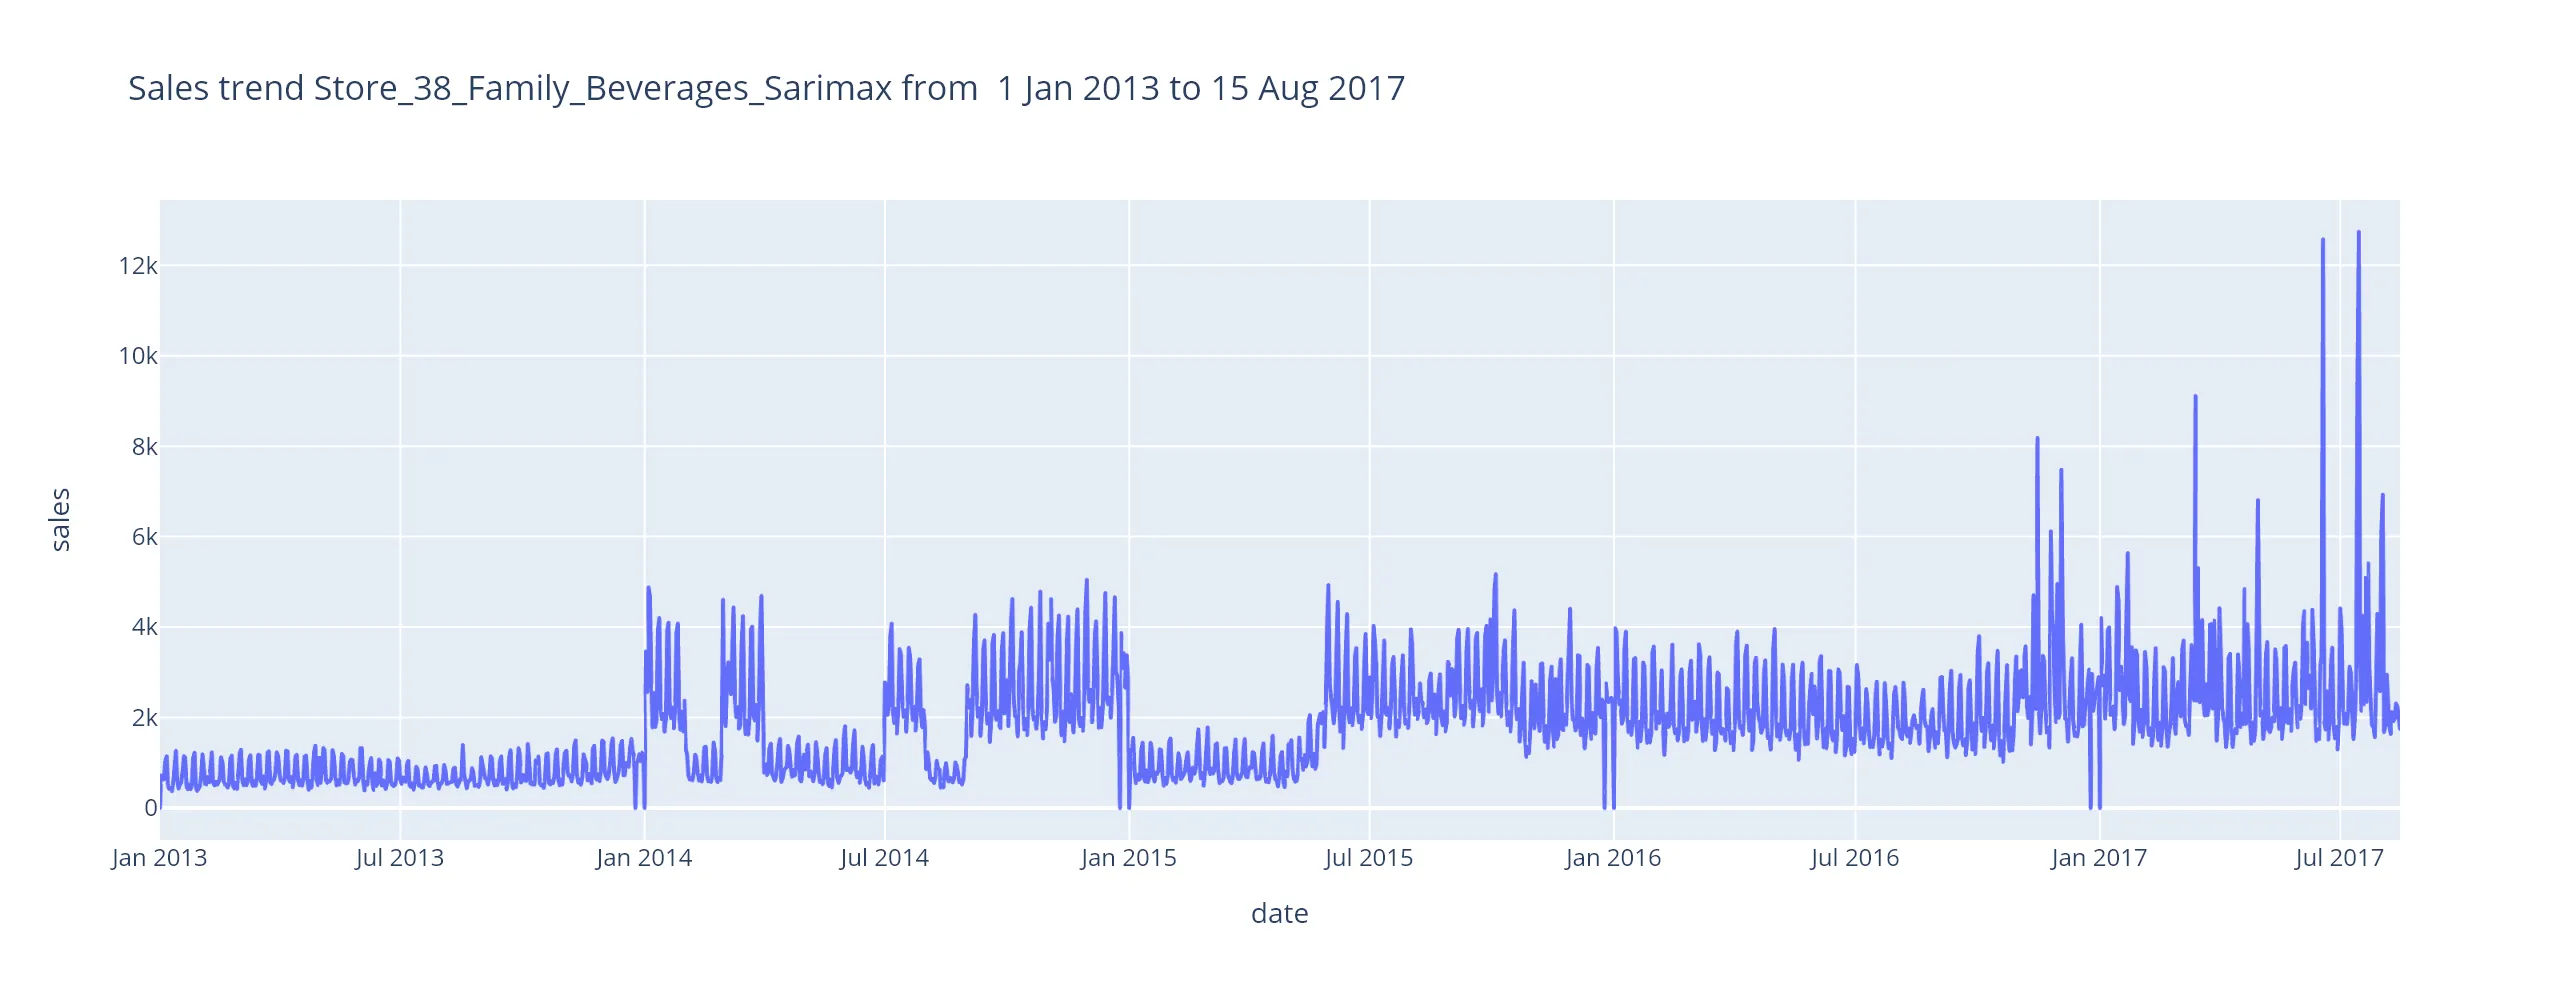 Sales trend Store_38_Family_Beverages_Sarimax from  1 Jan 2013 to 15 Aug 2017
12k
10k
8k
6k
4k
2k
0
sales
Jan 2013 Jul 2013 Jan 2014 Jul 2014 Jan 2015 Jul 2015 Jan 2016 Jul 2016 Jan 2017 Jul 2017
date